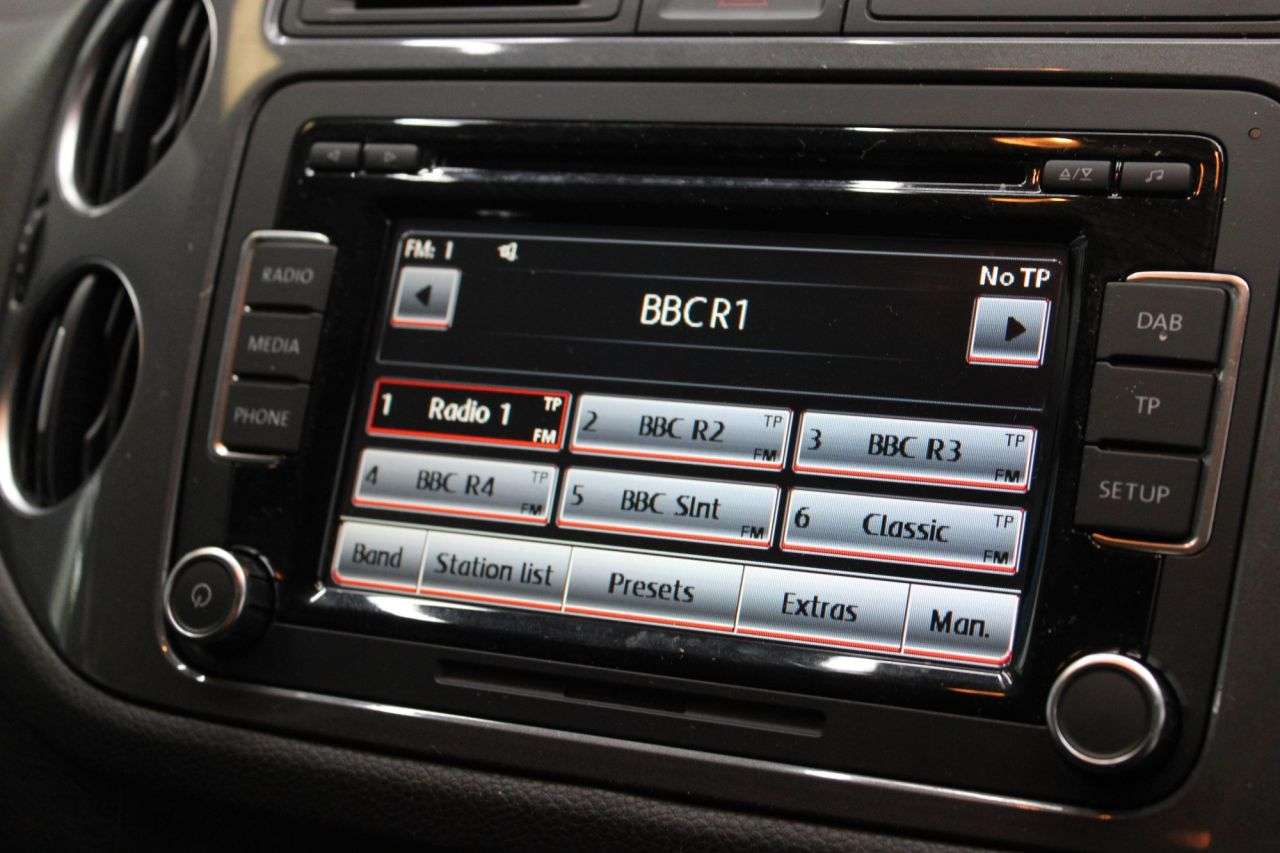 FM: 1
No TP
BBC R1
RADIO
MEDIA
PHONE
DAB
TP
SETUP
1 Radio 1 TP FM
2 BBC R2 TP FM
3 BBC R3 TP FM
4 BBC R4 TP FM
5 BBC Slnt FM
6 Classic TP FM
Band Station list Presets Extras Man.